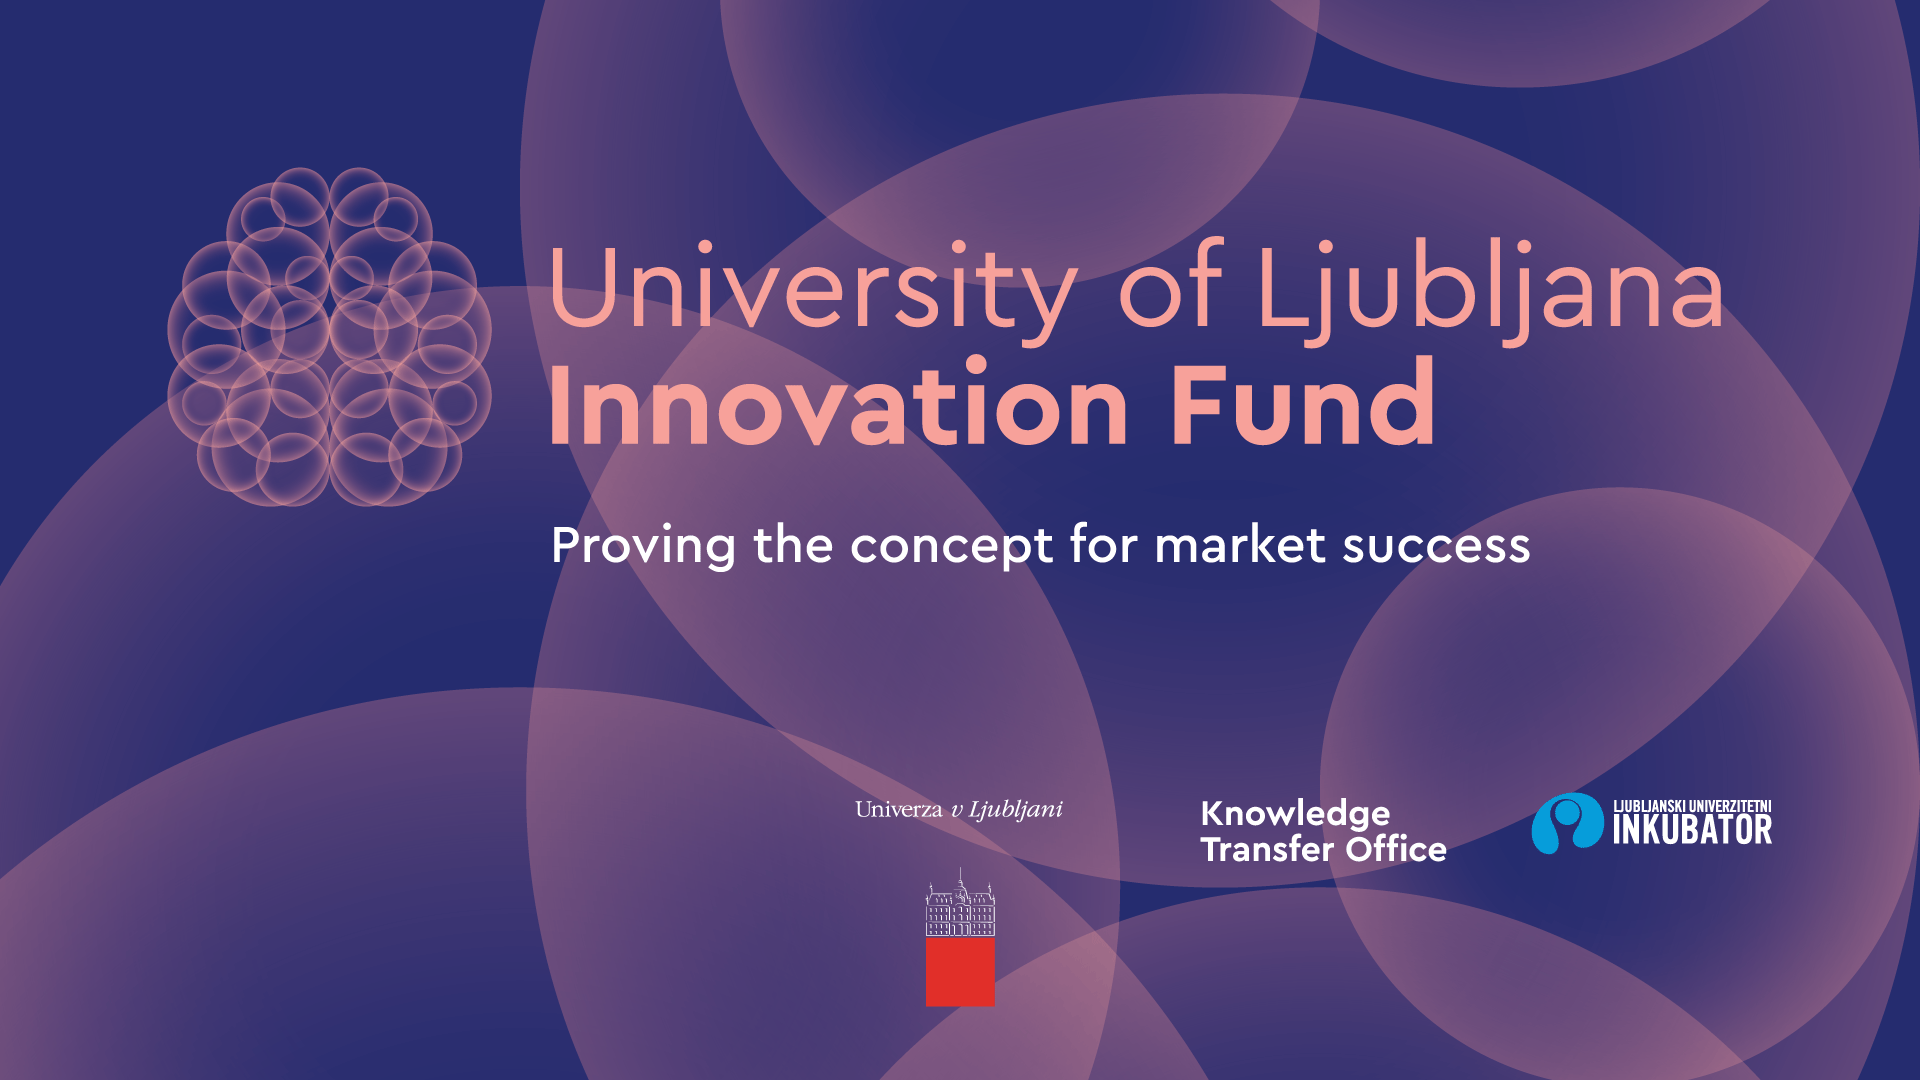 University of Ljubljana
Innovation Fund
Proving the concept for market success
Univerza v Ljubljani
Knowledge
Transfer Office
LJUBLJANSKI UNIVERZITETNI
INKUBATOR